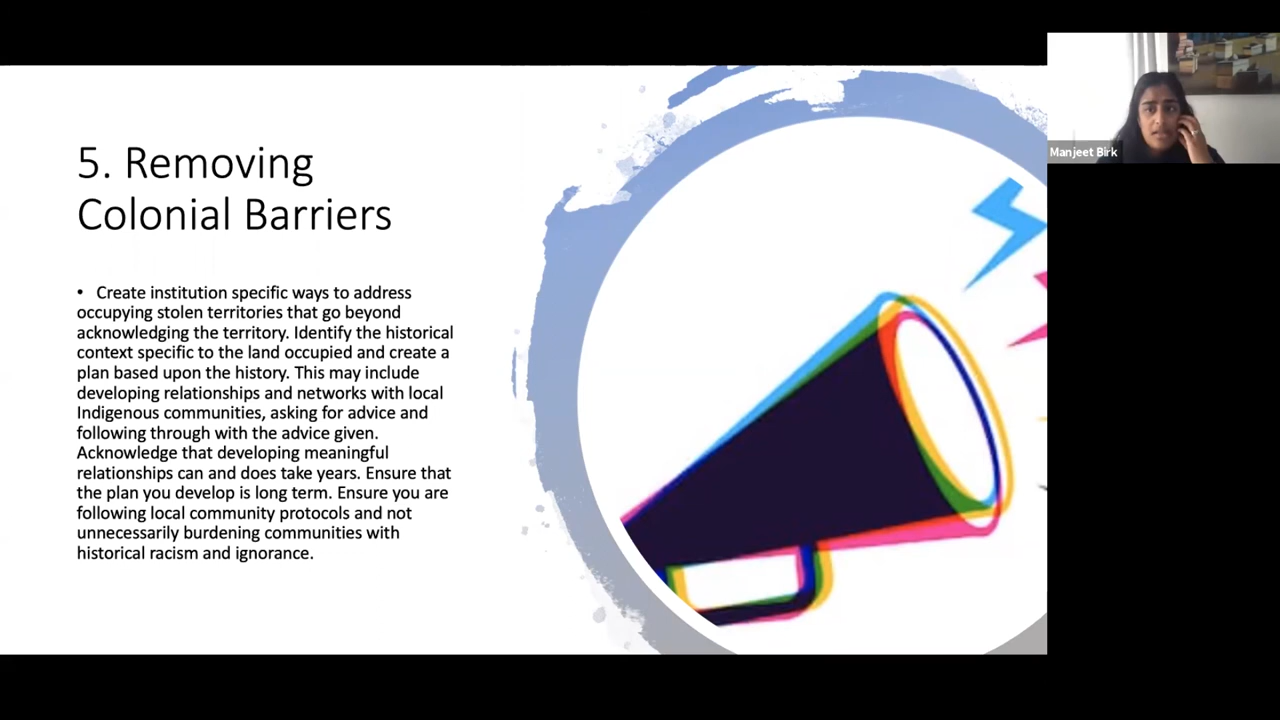 5. Removing
Colonial Barriers
• Create institution specific ways to address
occupying stolen territories that go beyond
acknowledging the territory. Identify the historical
context specific to the land occupied and create a
plan based upon the history. This may include
developing relationships and networks with local
Indigenous communities, asking for advice and
following through with the advice given.
Acknowledge that developing meaningful
relationships can and does take years. Ensure that
the plan you develop is long term. Ensure you are
following local community protocols and not
unnecessarily burdening communities with
historical racism and ignorance.
Manjeet Birk